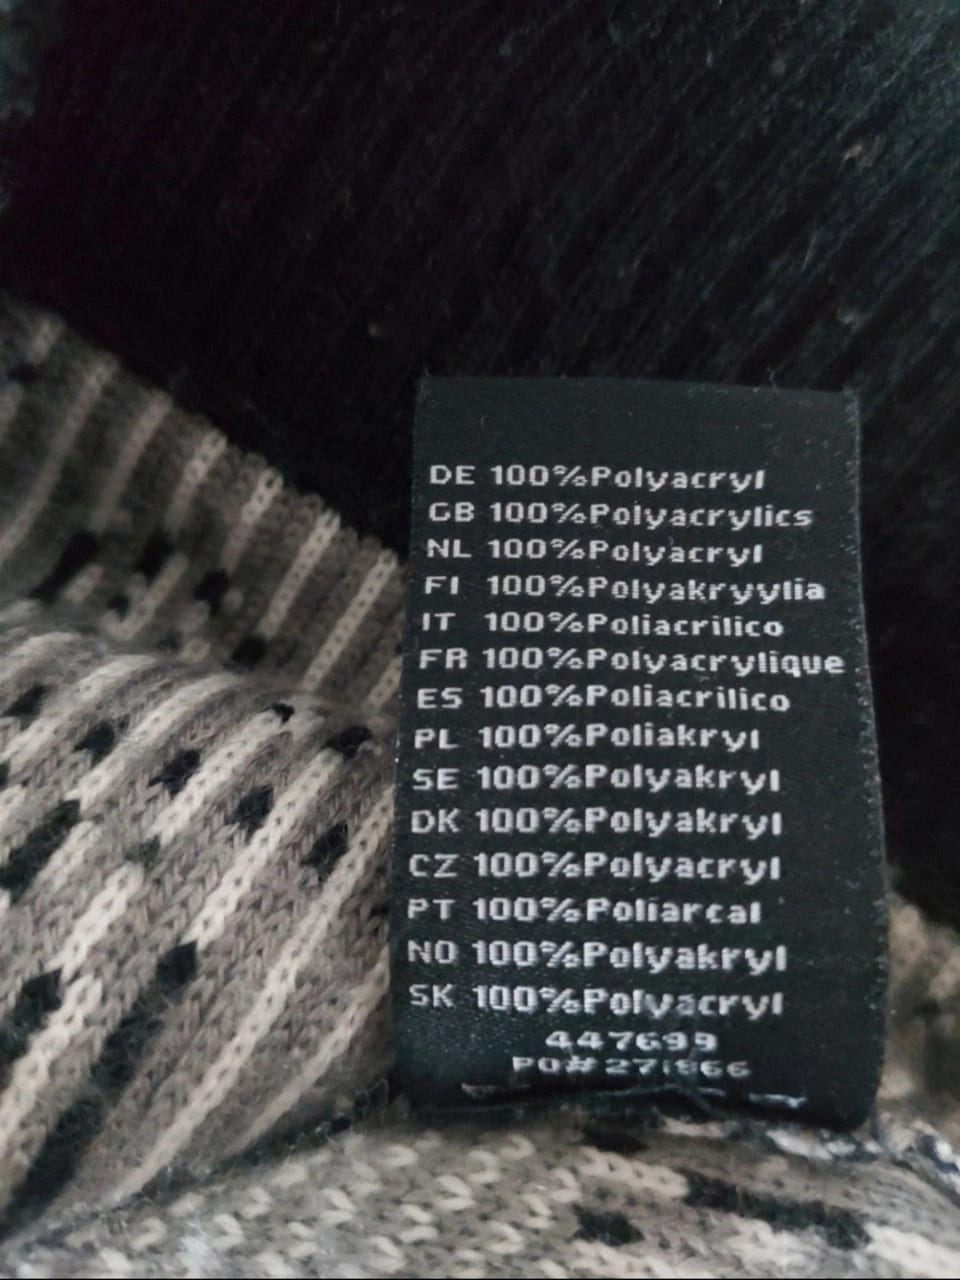 DE 100%Polyacryl
GB 100%Polyacrylics
NL 100%Polyacryl
FI 100%Polyakryylia
IT 100%Poliacrilico
FR 100%Polyacrylique
ES 100%Poliacrilico
PL 100%Poliakryl
SE 100%Polyakryl
DK 100%Polyakryl
CZ 100%Polyacryl
PT 100%Poliarcal
NO 100%Polyakryl
SK 100%Polyacryl
447699